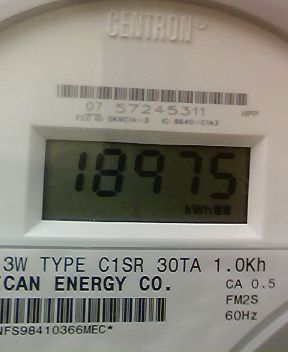 CENTRON®
07 57245311 HPP
18975
kWh
3W TYPE C1SR 30TA 1.0Kh
CAN ENERGY CO.
CA 0.5
FM2S
60Hz
NFS98410366MEC*